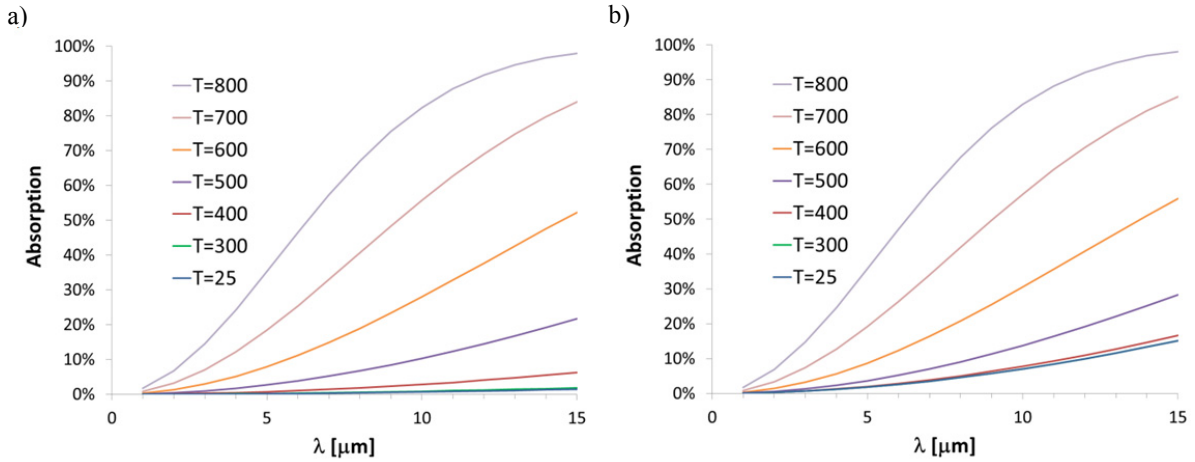 a)
100%
90%
80%
70%
60%
50%
40%
30%
20%
10%
0%
Absorption
T=800
T=700
T=600
T=500
T=400
T=300
T=25
0
5
10
15
λ [μm]
b)
100%
90%
80%
70%
60%
50%
40%
30%
20%
10%
0%
Absorption
T=800
T=700
T=600
T=500
T=400
T=300
T=25
0
5
10
15
λ [μm]